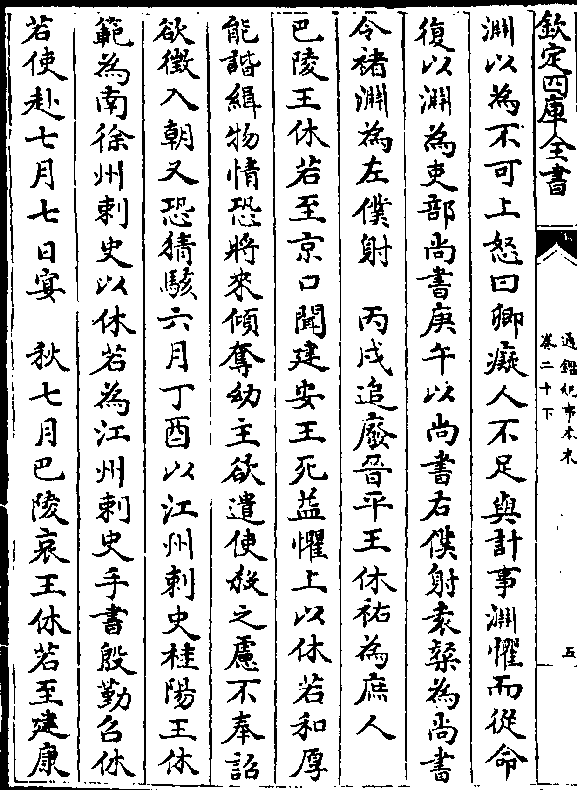 欽定四庫全書
通鑑紀事本末
卷二十下
五
淵以為不可上怒曰卿癡人不足與計事淵懼而從命
復以淵為吏部尚書庚午以尚書右僕射袁粲為尚書
令禇淵為左僕射　丙戌追廢晉平王休祐為庶人
巴陵王休若至京口聞建安王死益懼上以休若和厚
能諧緝物情恐將來傾奪幼主欲遣使殺之慮不奉詔
欲徵入朝又恐猜駭六月丁酉以江州刺史桂陽王休
範為南徐州刺史以休若為江州刺史手書殷勤召休
若使赴七月七日宴　秋七月巴陵哀王休若至建康